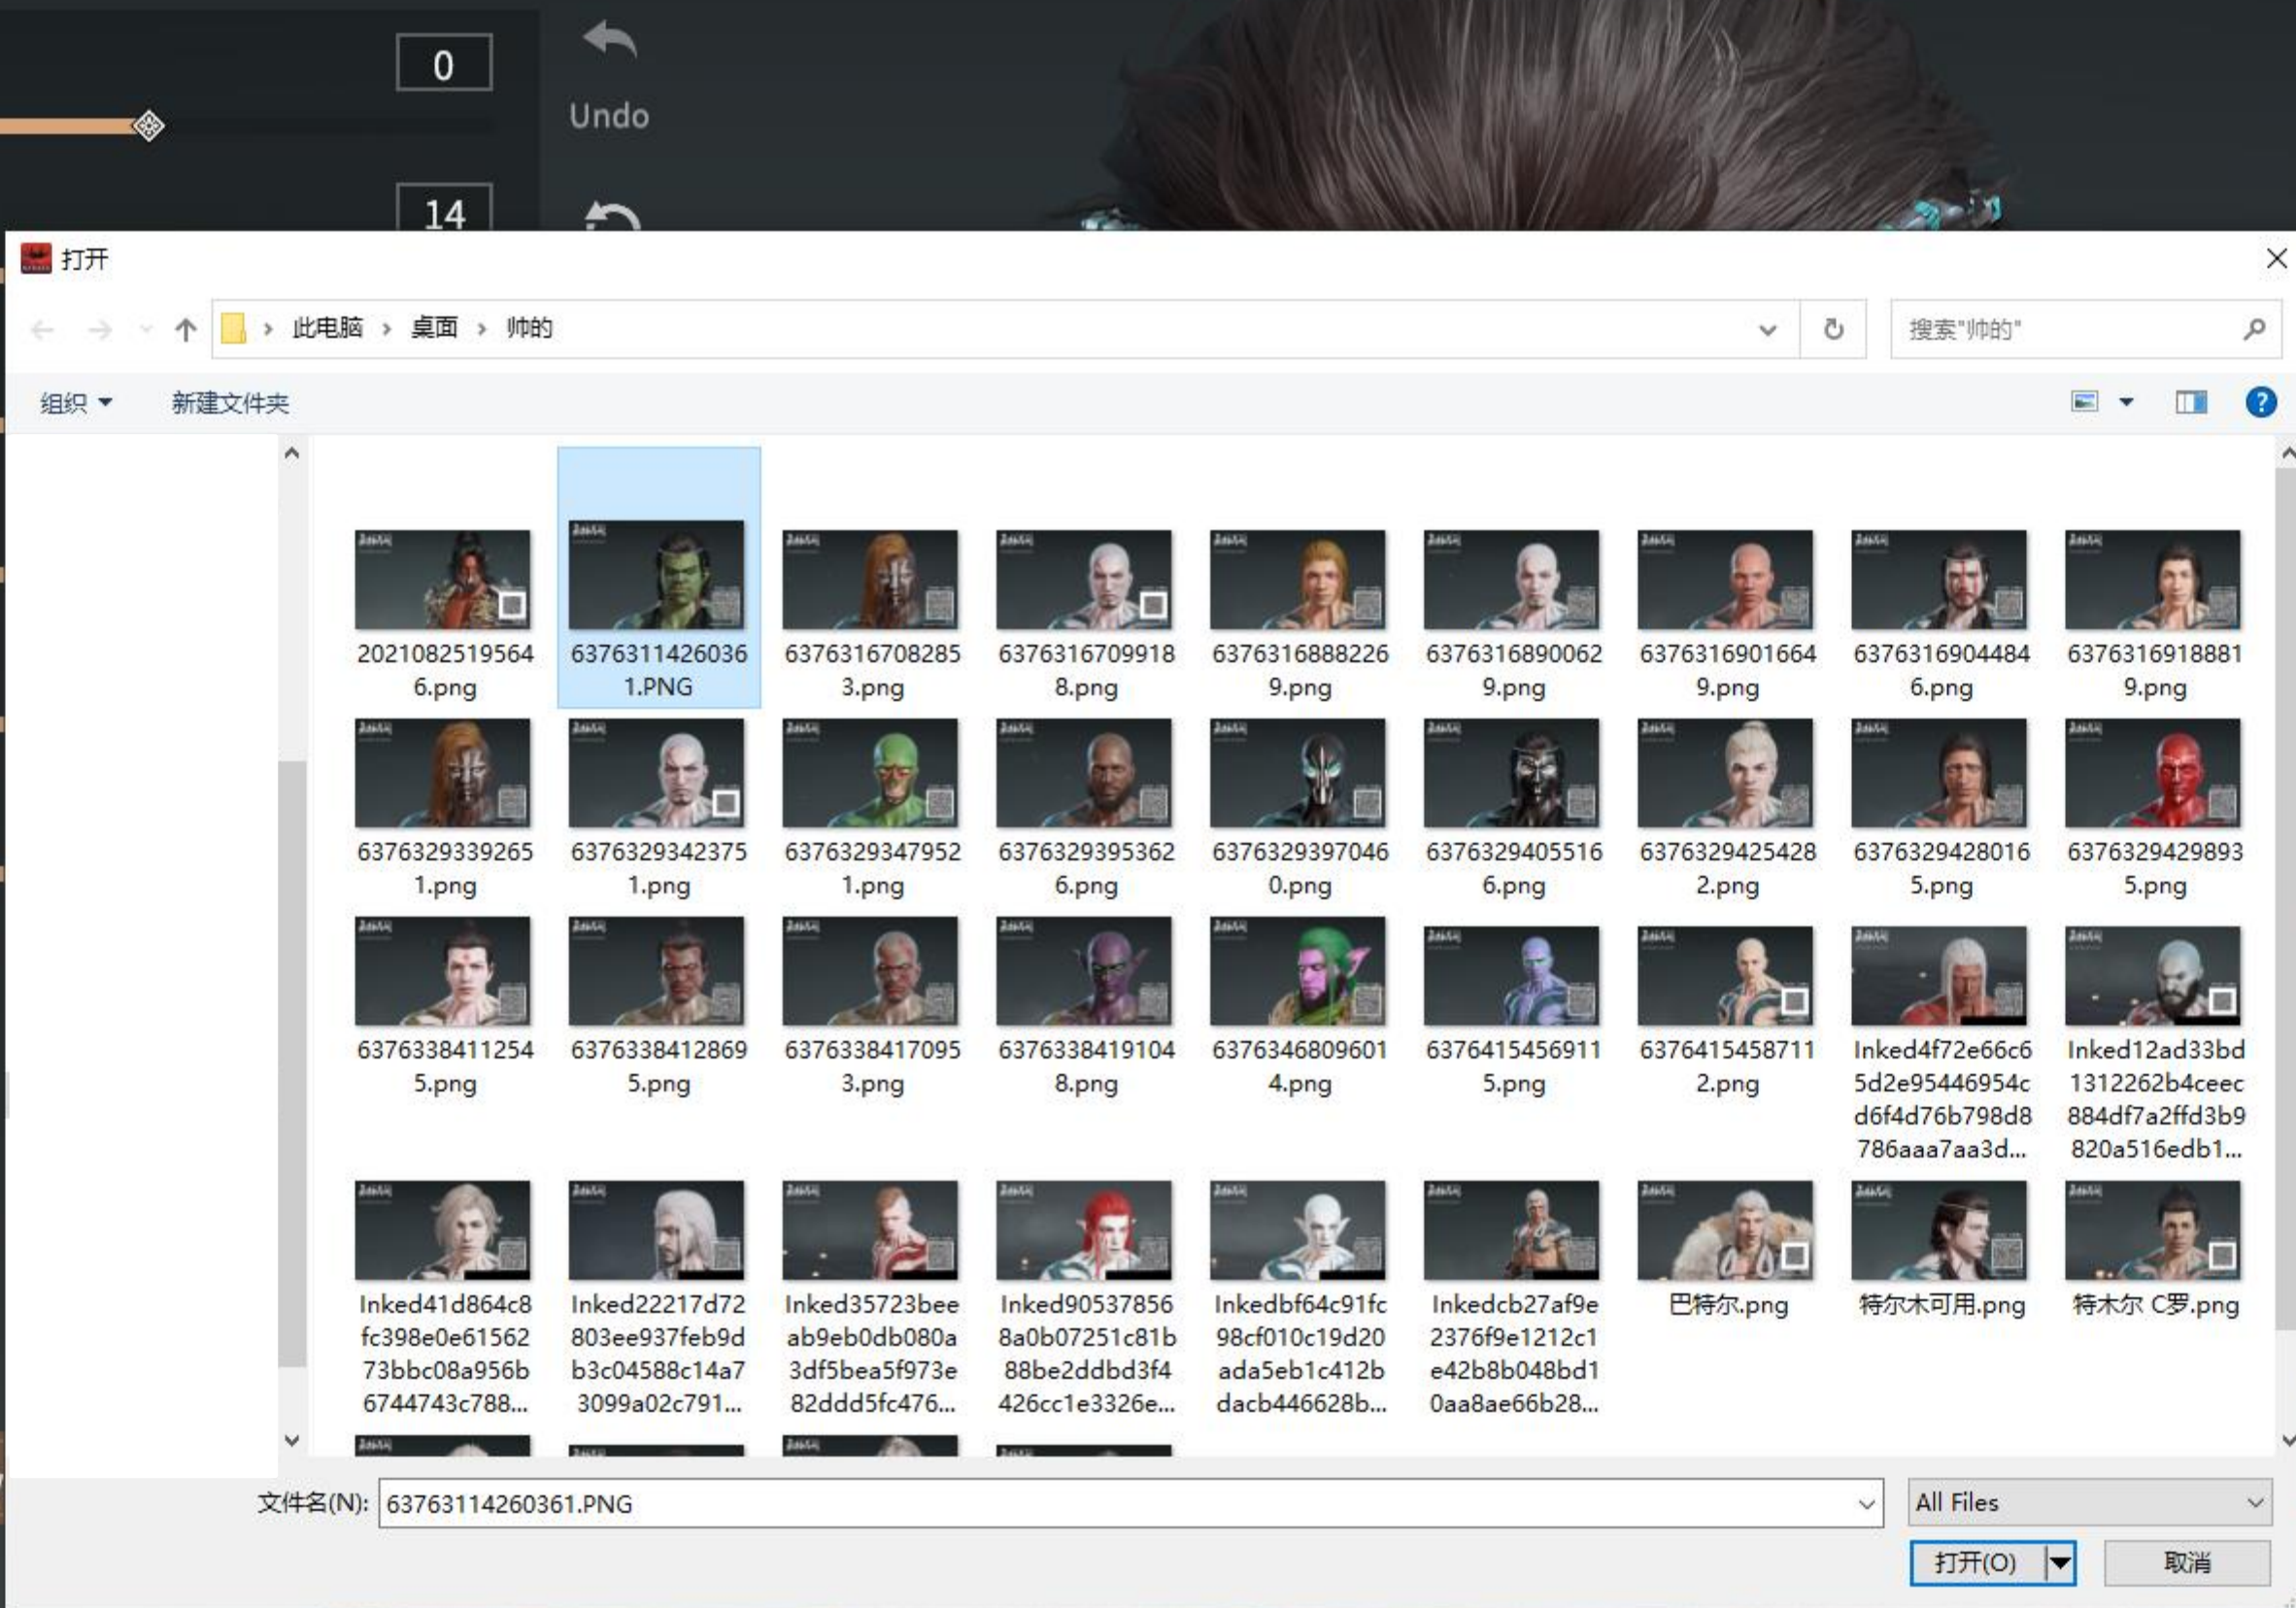 0
Undo
14
打开
此电脑 › 桌面 › 帅的
搜索"帅的"
组织
新建文件夹
2021082519564
6.png
6376311426036
1.PNG
6376316708285
3.png
6376316709918
8.png
6376316888226
9.png
6376316890062
9.png
6376316901664
9.png
6376316904484
6.png
6376316918881
9.png
6376329339265
1.png
6376329342375
1.png
6376329347952
1.png
6376329395362
6.png
6376329397046
0.png
6376329405516
6.png
6376329425428
2.png
6376329428016
5.png
6376329429893
5.png
6376338411254
5.png
6376338412869
5.png
6376338417095
3.png
6376338419104
8.png
6376346809601
4.png
6376415456911
5.png
6376415458711
2.png
Inked4f72e66c6
5d2e95446954c
d6f4d76b798d8
786aaa7aa3d...
Inked12ad33bd
1312262b4ceec
884df7a2ffd3b9
820a516edb1...
Inked41d864c8
fc398e0e61562
73bbc08a956b
6744743c788...
Inked22217d72
803ee937feb9d
b3c04588c14a7
3099a02c791...
Inked35723bee
ab9eb0db080a
3df5bea5f973e
82ddd5fc476...
Inked90537856
8a0b07251c81b
88be2ddbd3f4
426cc1e3326e...
Inkedbf64c91fc
98cf010c19d20
ada5eb1c412b
dacb446628b...
Inkedcb27af9e
2376f9e1212c1
e42b8b048bd1
0aa8ae66b28...
巴特尔.png
特尔木可用.png
特木尔 C罗.png
文件名(N):
63763114260361.PNG
All Files
打开(O)
取消